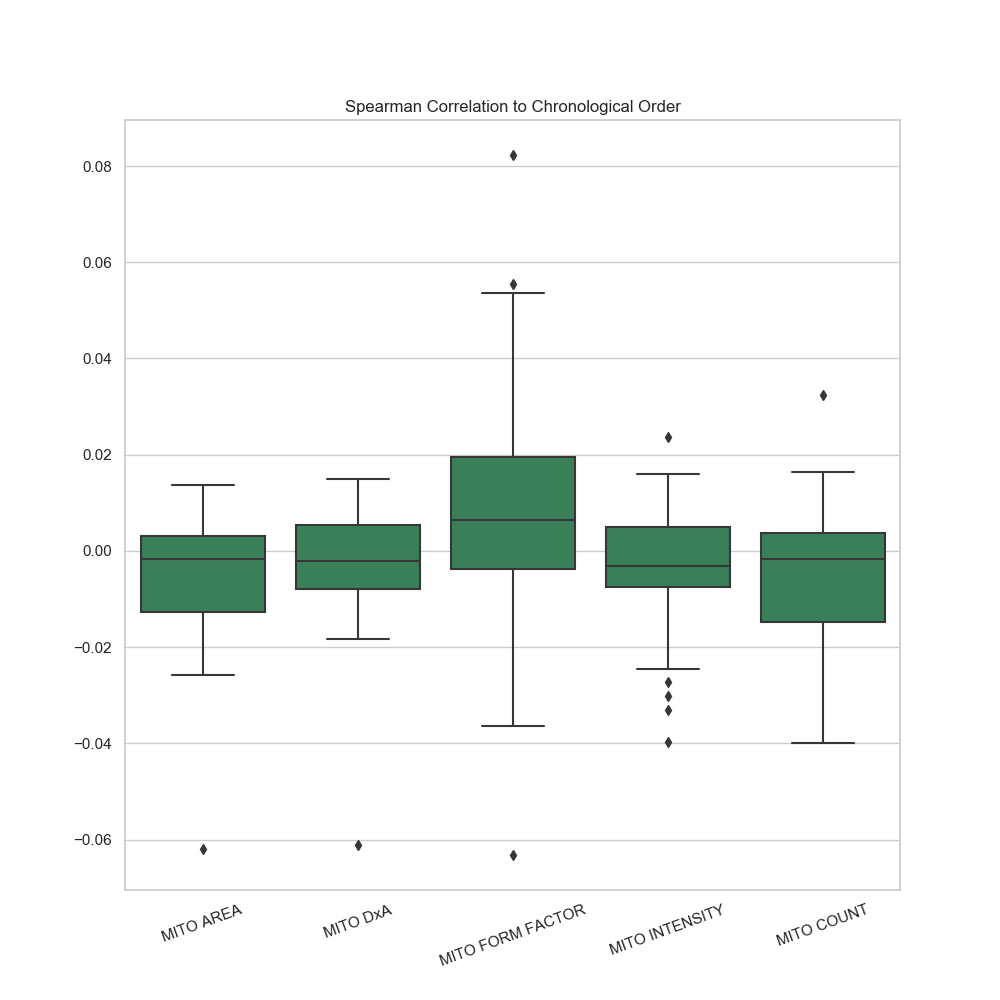 Spearman Correlation to Chronological Order
0.08
0.06
0.04
0.02
0.00
−0.02
−0.04
−0.06
MITO AREA
MITO DxA
MITO FORM FACTOR
MITO INTENSITY
MITO COUNT